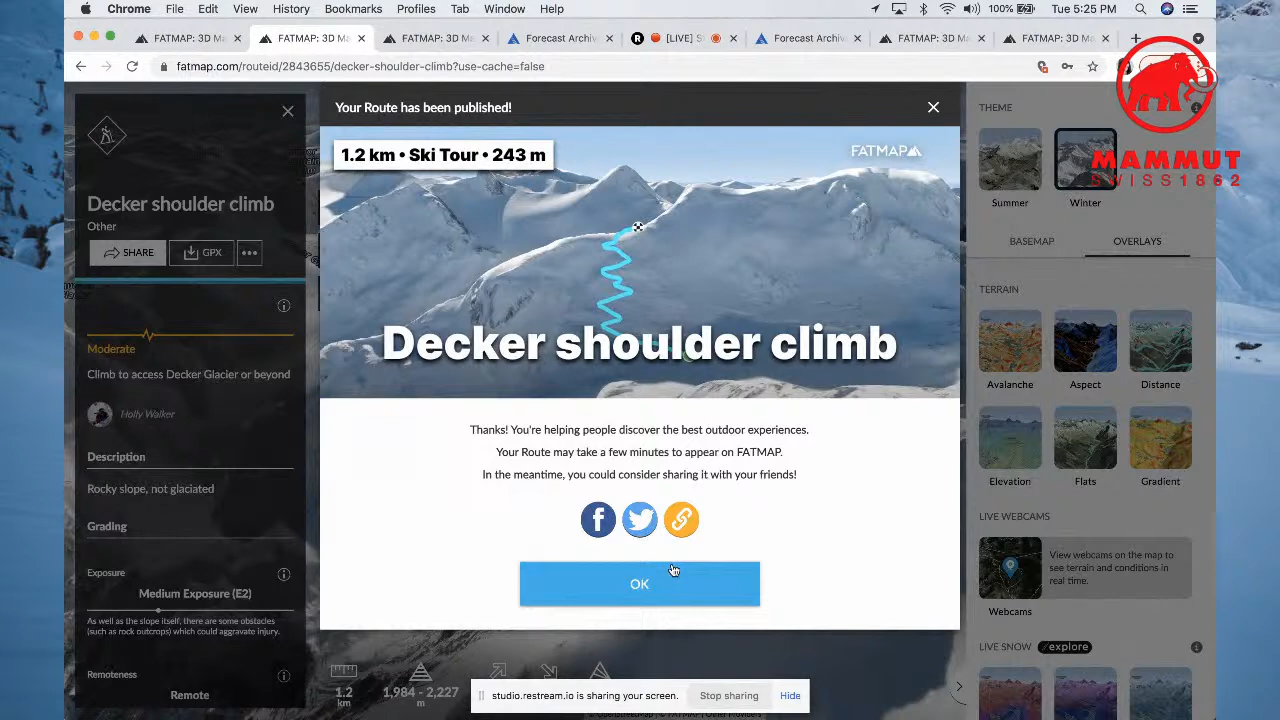 Chrome File Edit View History Bookmarks Profiles Tab Window Help 100% Tue 5:25 PM
FATMAP: 3D Ma FATMAP: 3D Ma FATMAP: 3D Ma Forecast Archiv [LIVE] S Forecast Archiv FATMAP: 3D Ma FATMAP: 3D Ma
fatmap.com/routeid/2843655/decker-shoulder-climb?use-cache=false
MAMMUT
SWISS 1862
Decker shoulder climb
Other
SHARE GPX
Moderate
Climb to access Decker Glacier or beyond
Holly Walker
Description
Rocky slope, not glaciated
Grading
Exposure
Medium Exposure (E2)
As well as the slope itself, there are some obstacles
(such as rock outcrops) which could aggravate injury.
Remoteness
Remote
Your Route has been published!
1.2 km • Ski Tour • 243 m
FATMAP
Decker shoulder climb
Thanks! You're helping people discover the best outdoor experiences.
Your Route may take a few minutes to appear on FATMAP.
In the meantime, you could consider sharing it with your friends!
OK
1.2
km
1,984 - 2,227
m
studio.restream.io is sharing your screen. Stop sharing Hide
THEME
Summer Winter
BASEMAP OVERLAYS
TERRAIN
Avalanche Aspect Distance
Elevation Flats Gradient
LIVE WEBCAMS
View webcams on the map to
see terrain and conditions in
real time.
Webcams
LIVE SNOW /explore